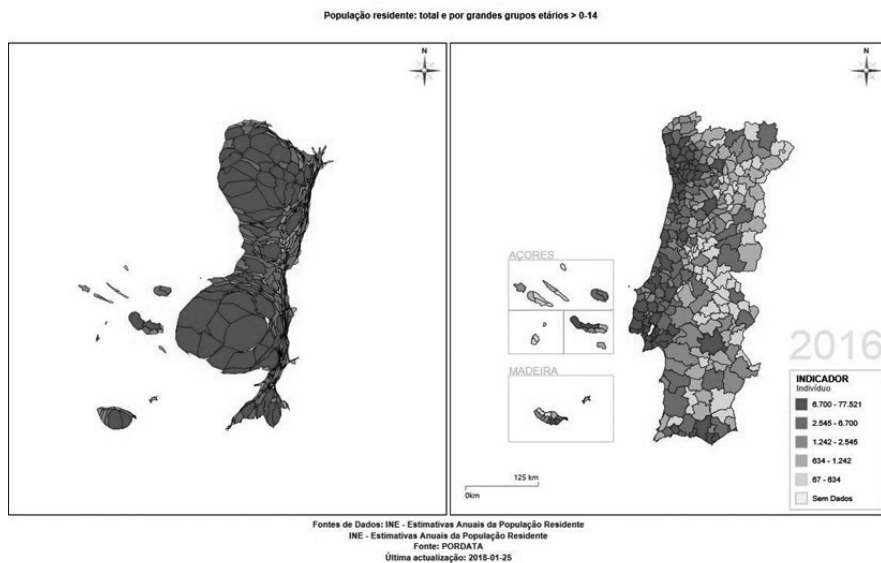 População residente: total e por grandes grupos etários > 0-14
N
N
AÇORES
MADEIRA
2016
INDICADOR
Indivíduo
6.700 - 77.521
2.545 - 6.700
1.242 - 2.545
634 - 1.242
67 - 634
Sem Dados
125 km
0km
Fontes de Dados: INE - Estimativas Anuais da População Residente
INE - Estimativas Anuais da População Residente
Fonte: PORDATA
Última actualização: 2018-01-25